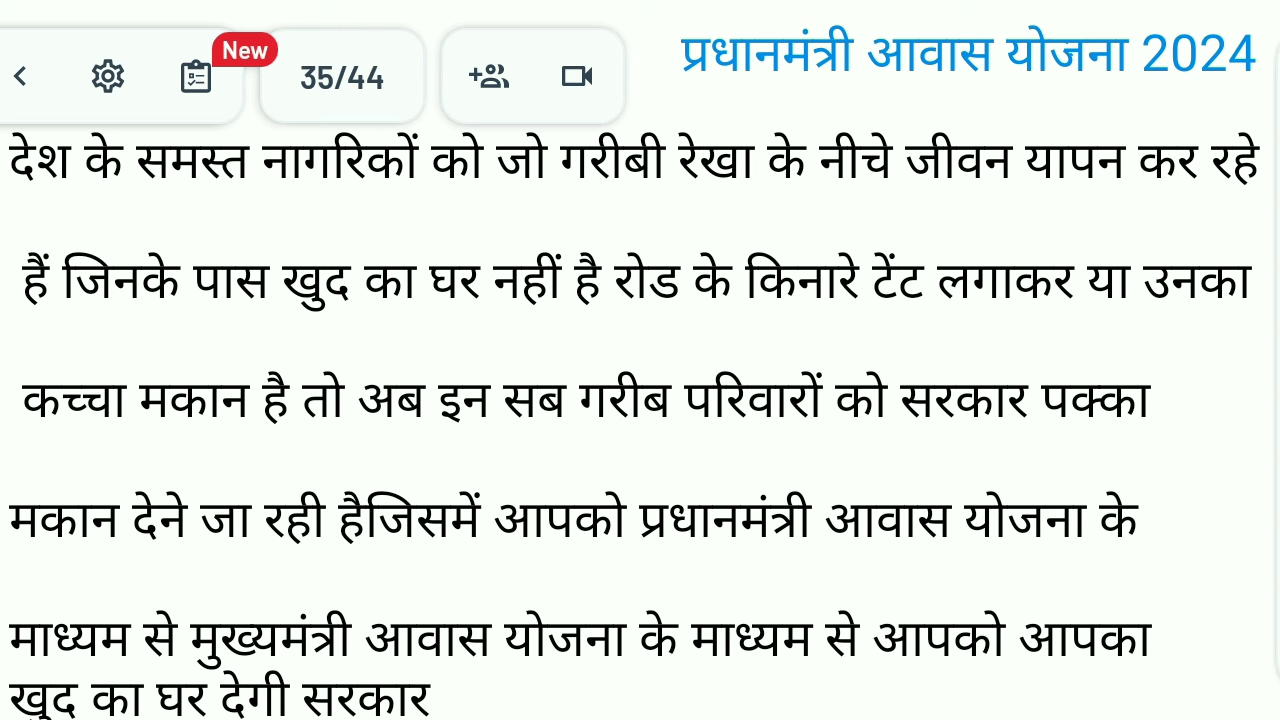 New
35/44
प्रधानमंत्री आवास योजना 2024
देश के समस्त नागरिकों को जो गरीबी रेखा के नीचे जीवन यापन कर रहे
हैं जिनके पास खुद का घर नहीं है रोड के किनारे टेंट लगाकर या उनका
कच्चा मकान है तो अब इन सब गरीब परिवारों को सरकार पक्का
मकान देने जा रही हैजिसमें आपको प्रधानमंत्री आवास योजना के
माध्यम से मुख्यमंत्री आवास योजना के माध्यम से आपको आपका
खुद का घर देगी सरकार